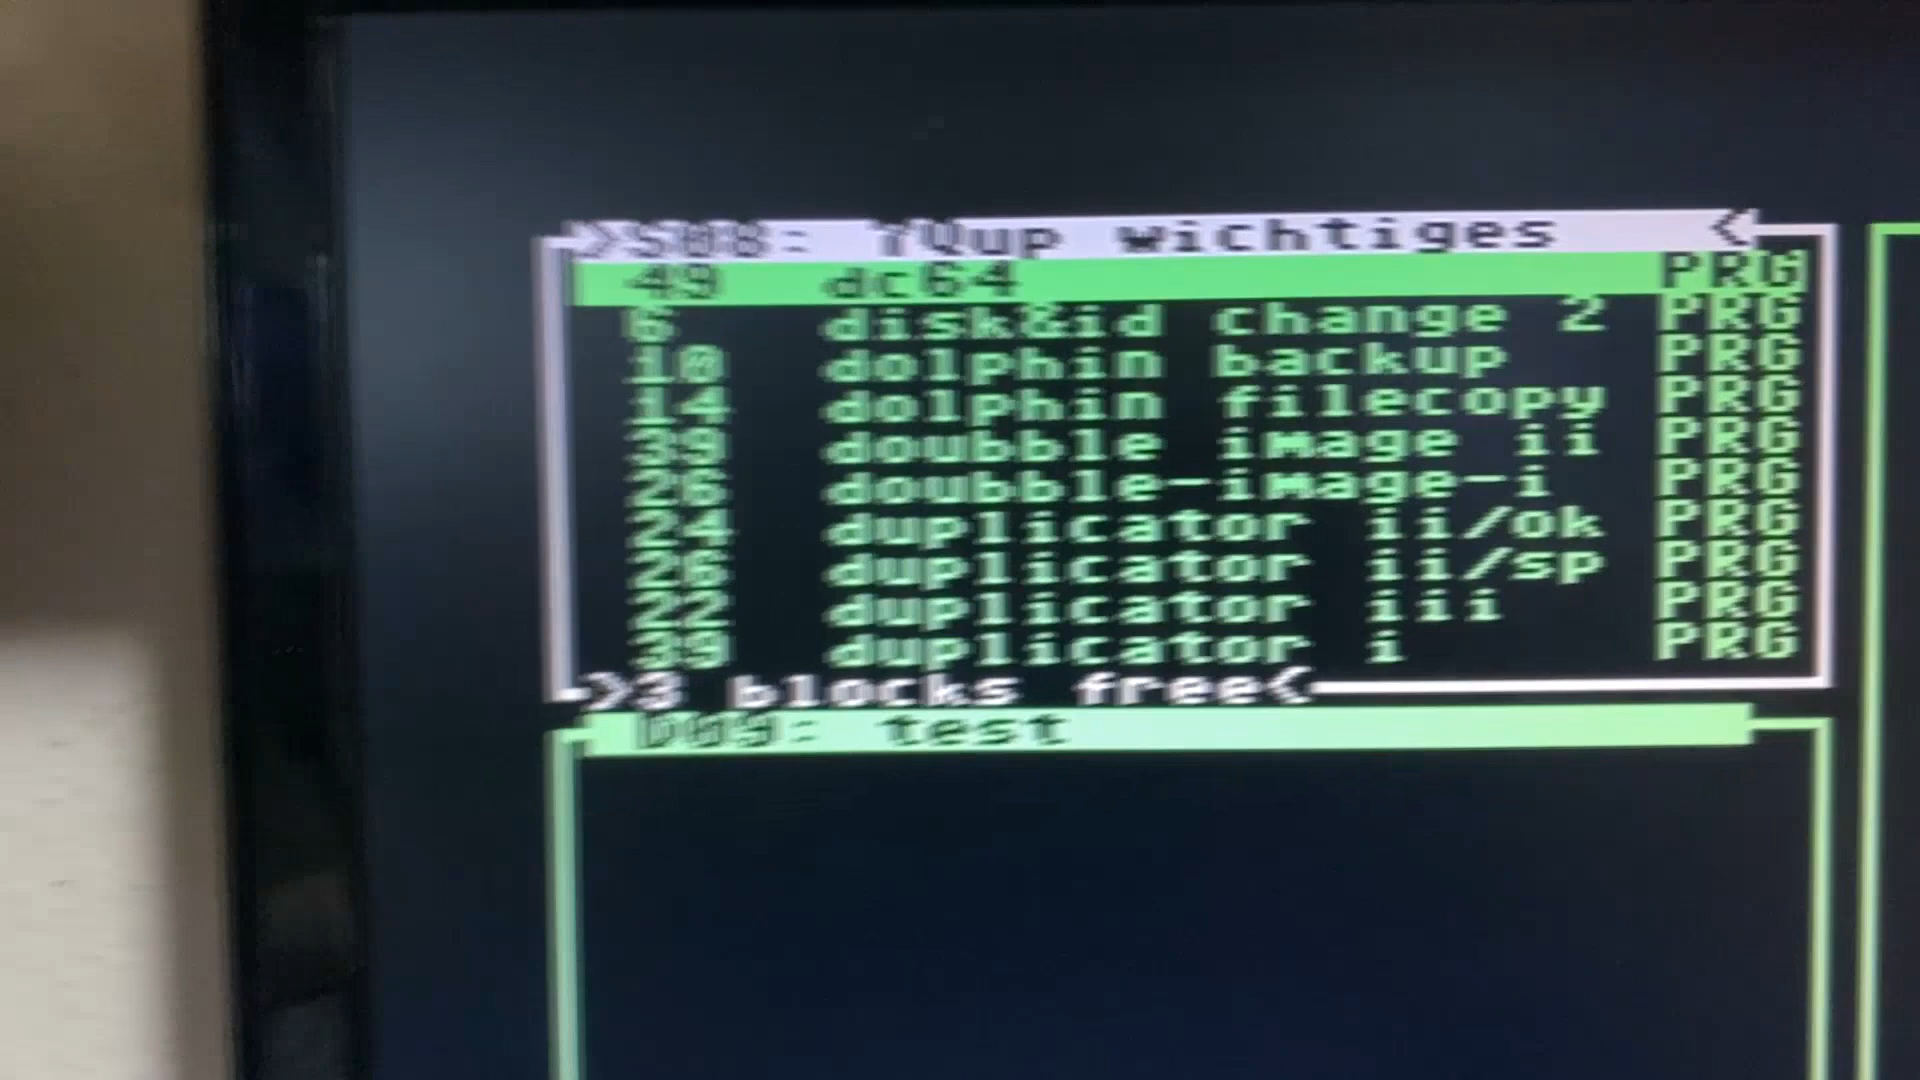 >S08: YQup wichtiges <
49 dc64 PRG
6 disk&id change 2 PRG
10 dolphin backup PRG
14 dolphin filecopy PRG
39 doubble image ii PRG
26 doubble-image-i PRG
24 duplicator ii/ok PRG
26 duplicator ii/sp PRG
22 duplicator iii PRG
39 duplicator i PRG
>3 blocks free<
D09: test